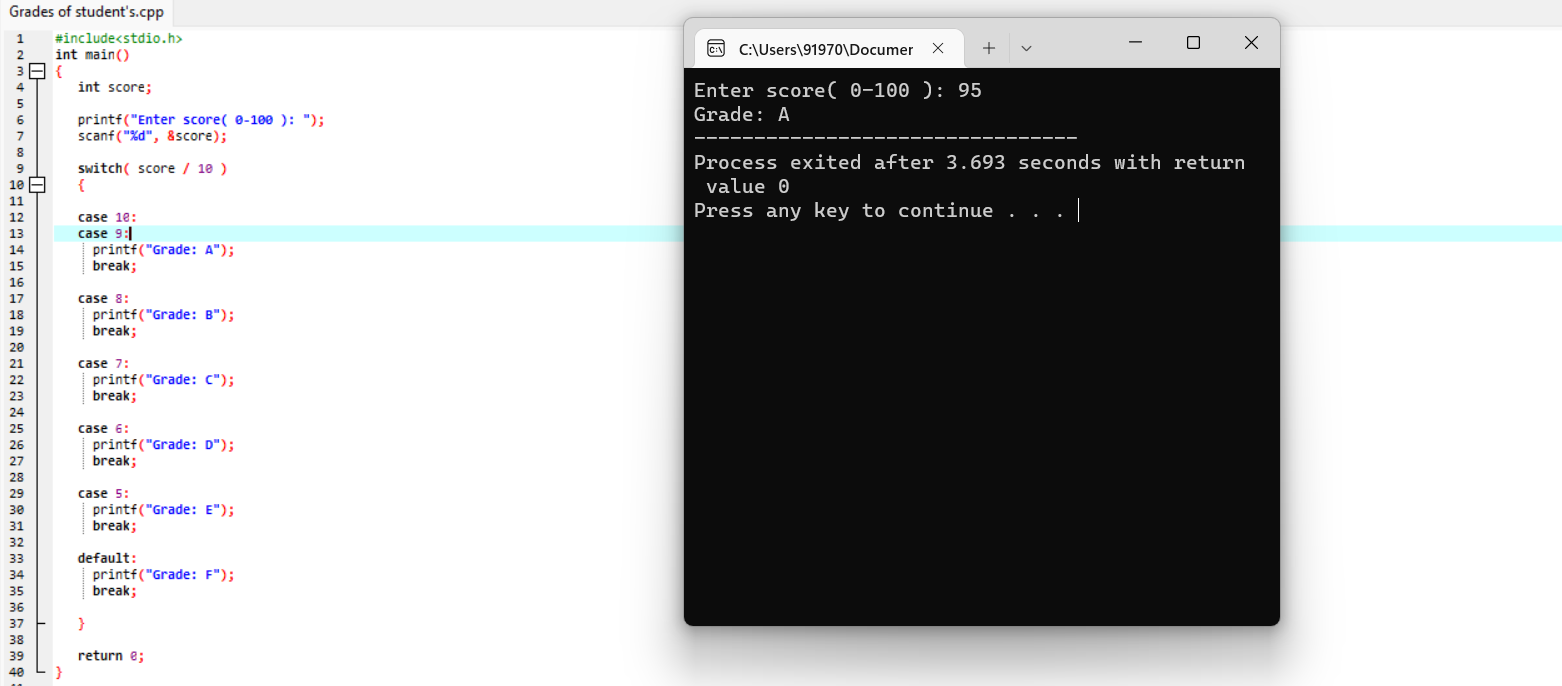 Grades of student's.cpp
1 #include<stdio.h>
2 int main()
3 {
4 int score;
5
6 printf("Enter score( 0-100 ): ");
7 scanf("%d", &score);
8
9 switch( score / 10 )
10 {
11
12 case 10:
13 case 9:
14 printf("Grade: A");
15 break;
16
17 case 8:
18 printf("Grade: B");
19 break;
20
21 case 7:
22 printf("Grade: C");
23 break;
24
25 case 6:
26 printf("Grade: D");
27 break;
28
29 case 5:
30 printf("Grade: E");
31 break;
32
33 default:
34 printf("Grade: F");
35 break;
36
37 }
38
39 return 0;
40 }
C:\Users\91970\Documer
Enter score( 0-100 ): 95
Grade: A
--------------------------------
Process exited after 3.693 seconds with return
value 0
Press any key to continue . . .